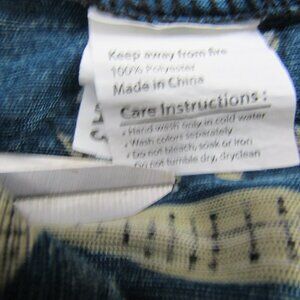 Keep away from fire
100% Polyester
Made in China
Care Instructions :
• Hand wash only in cold water
• Wash colors separately
• Do not bleach, soak or iron
Do not tumble dry, dryclean